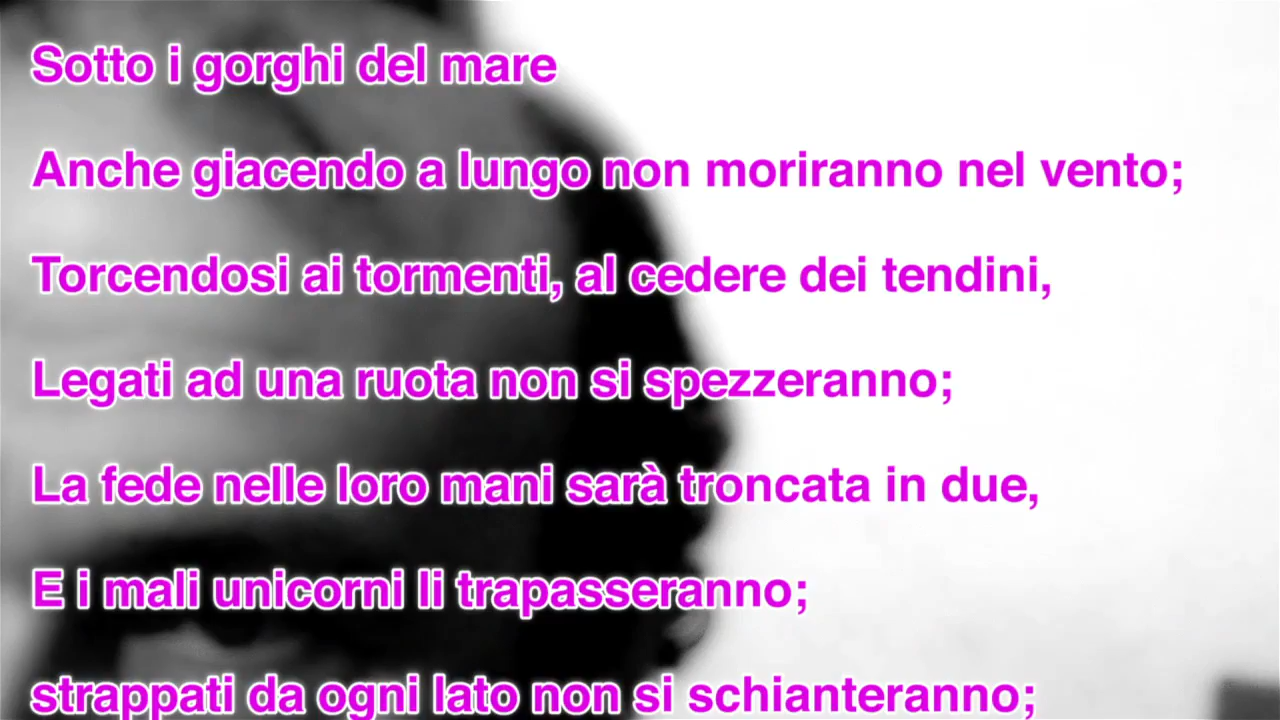 Sotto i gorghi del mare
Anche giacendo a lungo non moriranno nel vento;
Torcendosi ai tormenti, al cedere dei tendini,
Legati ad una ruota non si spezzeranno;
La fede nelle loro mani sarà troncata in due,
E i mali unicorni li trapasseranno;
strappati da ogni lato non si schianteranno;